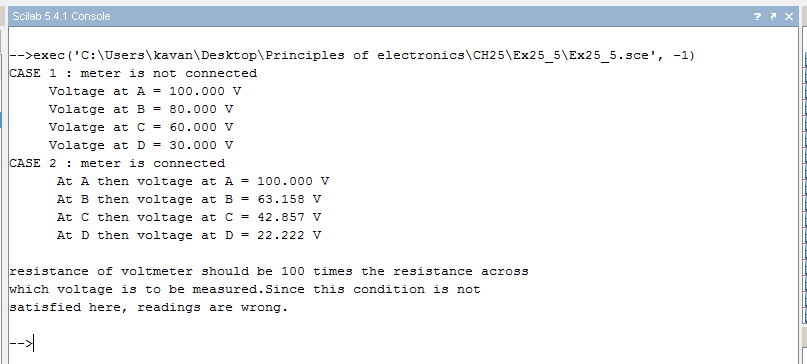 Scilab 5.4.1 Console
-->exec('C:\Users\kavan\Desktop\Principles of electronics\CH25\Ex25_5\Ex25_5.sce', -1)
CASE 1 : meter is not connected
Voltage at A = 100.000 V
Volatge at B = 80.000 V
Volatge at C = 60.000 V
Volatge at D = 30.000 V
CASE 2 : meter is connected
At A then voltage at A = 100.000 V
At B then voltage at B = 63.158 V
At C then voltage at C = 42.857 V
At D then voltage at D = 22.222 V
resistance of voltmeter should be 100 times the resistance across
which voltage is to be measured.Since this condition is not
satisfied here, readings are wrong.
-->